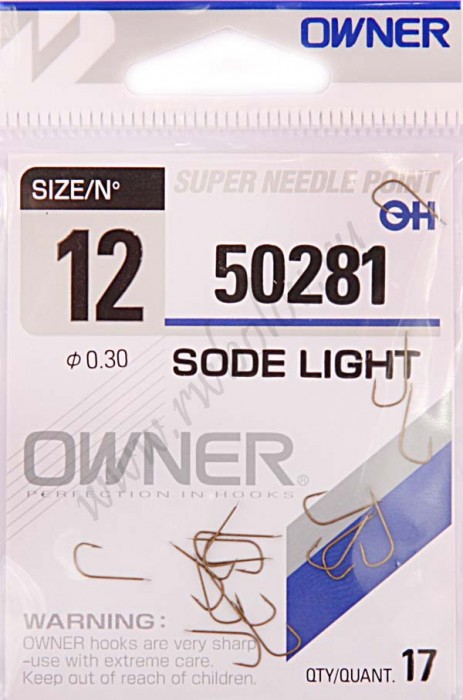 OWNER
SIZE/N°
SUPER NEEDLE POINT
OH
12
50281
φ 0.30
SODE LIGHT
OWNER®
PERFECTION IN HOOKS
WARNING:
OWNER hooks are very sharp
-use with extreme care.
Keep out of reach of children.
QTY/QUANT. 17